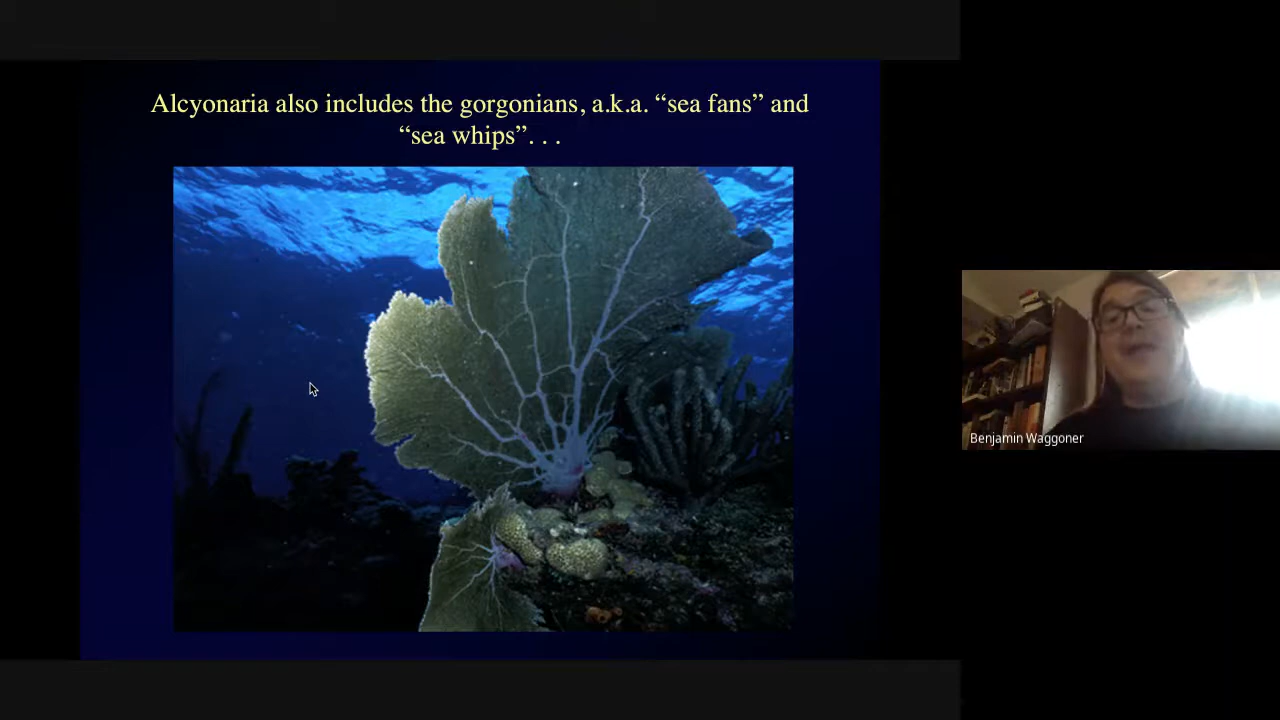 Alcyonaria also includes the gorgonians, a.k.a. “sea fans” and
“sea whips”. . .
Benjamin Waggoner